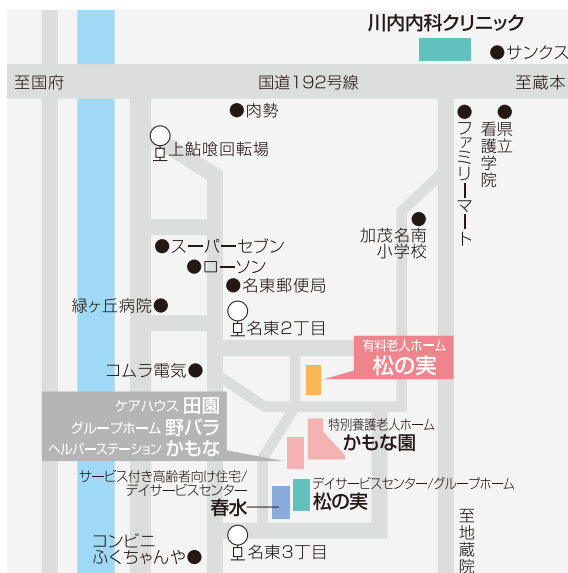 川内内科クリニック
サンクス
至国府
国道192号線
至蔵本
肉勢
上鮎喰回転場
ファミリーマート
県立
看護学院
加茂名南
小学校
スーパーセブン
ローソン
名東郵便局
緑ヶ丘病院
名東2丁目
有料老人ホーム
松の実
コムラ電気
ケアハウス 田園
グループホーム 野バラ
ヘルパーステーション かもな
特別養護老人ホーム
かもな園
サービス付き高齢者向け住宅/
デイサービスセンター
春水
デイサービスセンター/グループホーム
松の実
至地蔵院
コンビニ
ふくちゃんや
名東3丁目